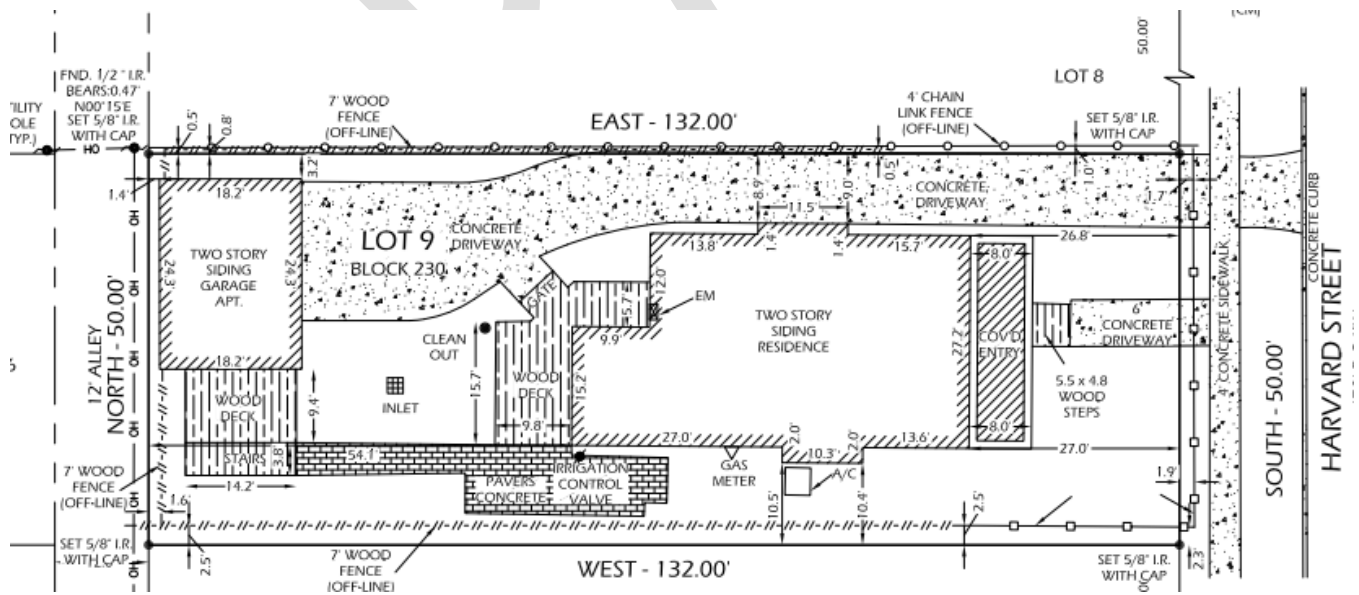 (CM)
50.00'
LOT 8
FND. 1/2" I.R.
BEARS:0.47'
N00°15'E
SET 5/8" I.R.
WITH CAP
HO
0.5'
0.8'
7' WOOD
FENCE
(OFF-LINE)
EAST - 132.00'
4' CHAIN
LINK FENCE
(OFF-LINE)
SET 5/8" I.R.
WITH CAP
1.0'
0.5'
3.2'
1.4'
18.2'
8.9'
9.0'
11.5'
CONCRETE
DRIVEWAY
1.7'
26.8'
CONCRETE CURB
LOT 9
BLOCK 230
CONCRETE
DRIVEWAY
13.8'
1.4'
1.4'
15.7'
8.0'
24.3'
24.3'
TWO STORY
SIDING
GARAGE
APT.
12.0'
5.7'
GATE
EM
9.9'
TWO STORY
SIDING
RESIDENCE
27.2'
COV'D
ENTRY
6'
CONCRETE
DRIVEWAY
4' CONCRETE SIDEWALK
HARVARD STREET
SOUTH - 50.00'
12' ALLEY
NORTH - 50.00'
OH
OH
OH
OH
HO
CLEAN
OUT
15.7'
18.2'
WOOD
DECK
9.4'
INLET
WOOD
DECK
9.8'
15.2'
5.5 x 4.8
WOOD
STEPS
8.0'
27.0'
2.0'
2.0'
10.3'
13.6'
27.0'
STAIRS
3.8'
54.1'
14.2'
PAVERS
CONCRETE
IRRIGATION
CONTROL
VALVE
GAS
METER
A/C
10.5'
10.4'
1.9'
7' WOOD
FENCE
(OFF-LINE)
1.6'
2.5'
2.5'
2.3'
SET 5/8" I.R.
WITH CAP
7' WOOD
FENCE
(OFF-LINE)
WEST - 132.00'
SET 5/8" I.R.
WITH CAP